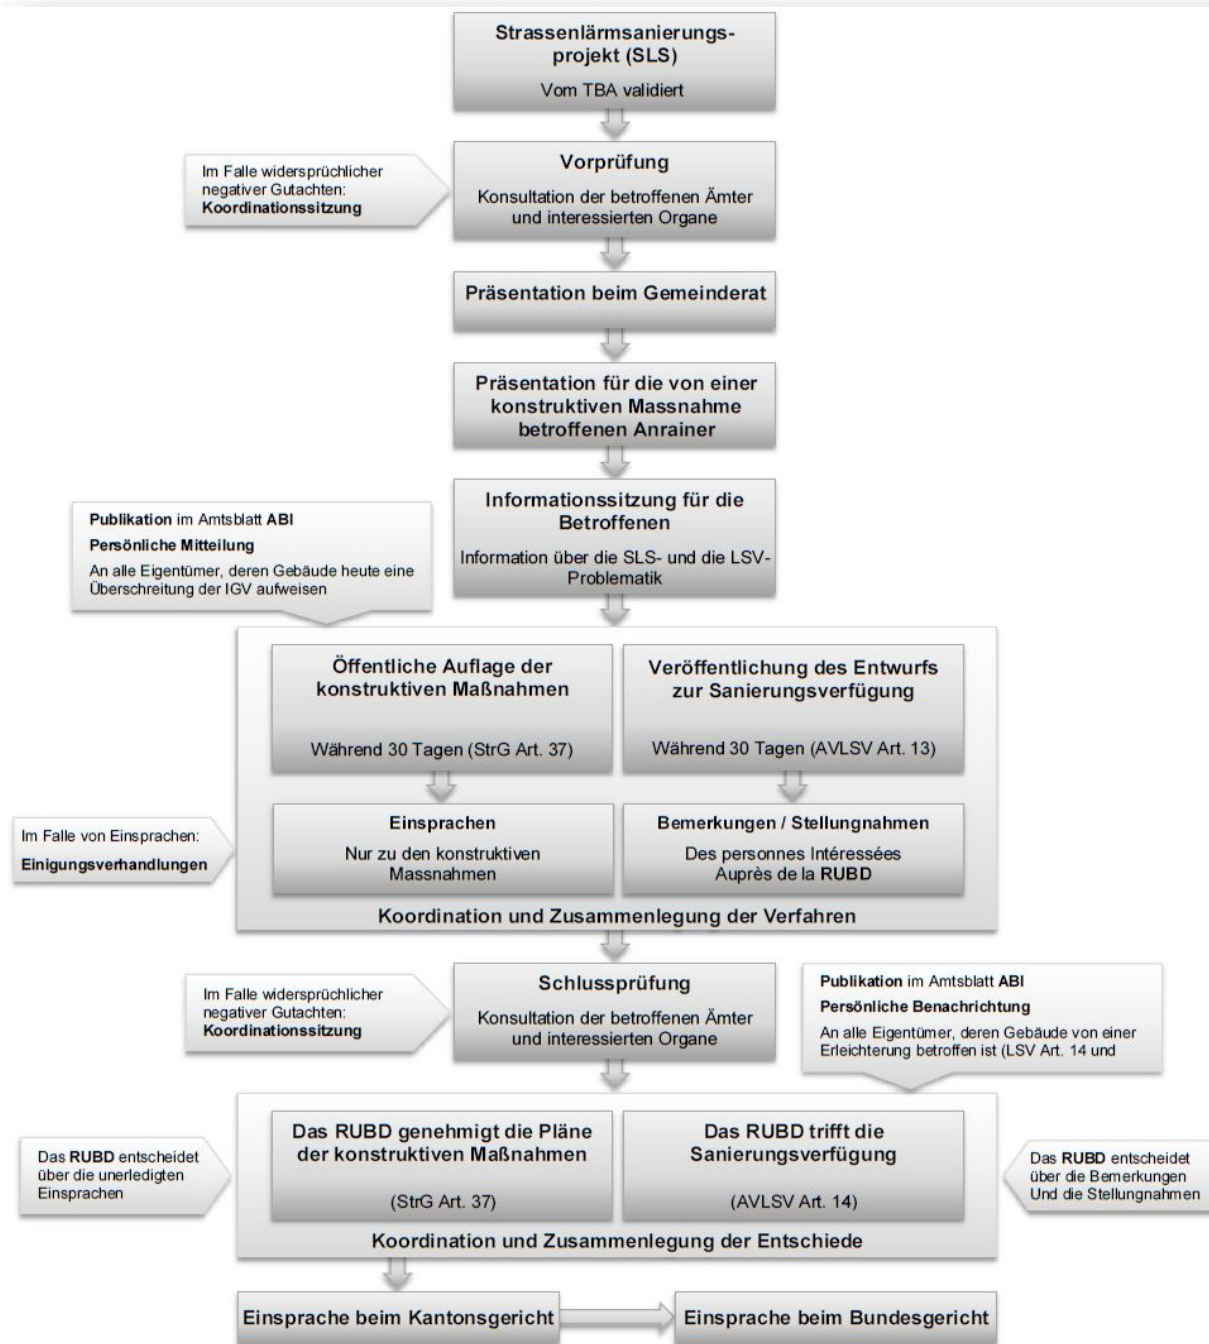 Strassenlärmsanierungs-
projekt (SLS)
Vom TBA validiert
Im Falle widersprüchlicher
negativer Gutachten:
Koordinationssitzung
Vorprüfung
Konsultation der betroffenen Ämter
und interessierten Organe
Präsentation beim Gemeinderat
Präsentation für die von einer
konstruktiven Massnahme
betroffenen Anrainer
Informationssitzung für die
Betroffenen
Information über die SLS- und die LSV-
Problematik
Publikation im Amtsblatt ABl
Persönliche Mitteilung
An alle Eigentümer, deren Gebäude heute eine
Überschreitung der IGV aufweisen
Öffentliche Auflage der
konstruktiven Maßnahmen
Während 30 Tagen (StrG Art. 37)
Veröffentlichung des Entwurfs
zur Sanierungsverfügung
Während 30 Tagen (AVLSV Art. 13)
Im Falle von Einsprachen:
Einigungsverhandlungen
Einsprachen
Nur zu den konstruktiven
Massnahmen
Bemerkungen / Stellungnahmen
Des personnes Intéressées
Auprès de la RUBD
Koordination und Zusammenlegung der Verfahren
Im Falle widersprüchlicher
negativer Gutachten:
Koordinationssitzung
Schlussprüfung
Konsultation der betroffenen Ämter
und interessierten Organe
Publikation im Amtsblatt ABl
Persönliche Benachrichtung
An alle Eigentümer, deren Gebäude von einer
Erleichterung betroffen ist (LSV Art. 14 und
Das RUBD entscheidet
über die unerledigten
Einsprachen
Das RUBD genehmigt die Pläne
der konstruktiven Maßnahmen
(StrG Art. 37)
Das RUBD trifft die
Sanierungsverfügung
(AVLSV Art. 14)
Das RUBD entscheidet
über die Bemerkungen
Und die Stellungnahmen
Koordination und Zusammenlegung der Entschiede
Einsprache beim Kantonsgericht
Einsprache beim Bundesgericht